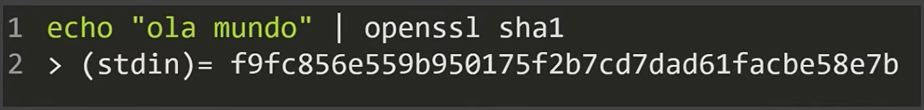 1 echo "ola mundo" | openssl sha1
2 > (stdin)= f9fc856e559b950175f2b7cd7dad61facbe58e7b